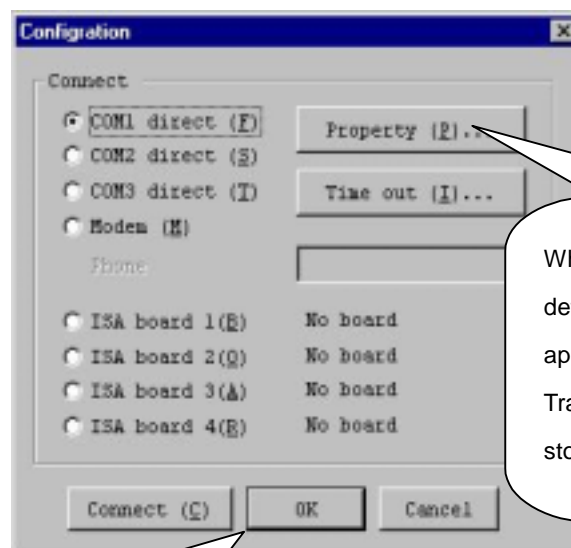 Configration
Connect
COM1 direct (F)
Property (P)...
COM2 direct (S)
COM3 direct (T)
Time out (I)...
Modem (M)
Phone
ISA board 1(B) No board
ISA board 2(O) No board
ISA board 3(A) No board
ISA board 4(R) No board
Connect (C) OK Cancel